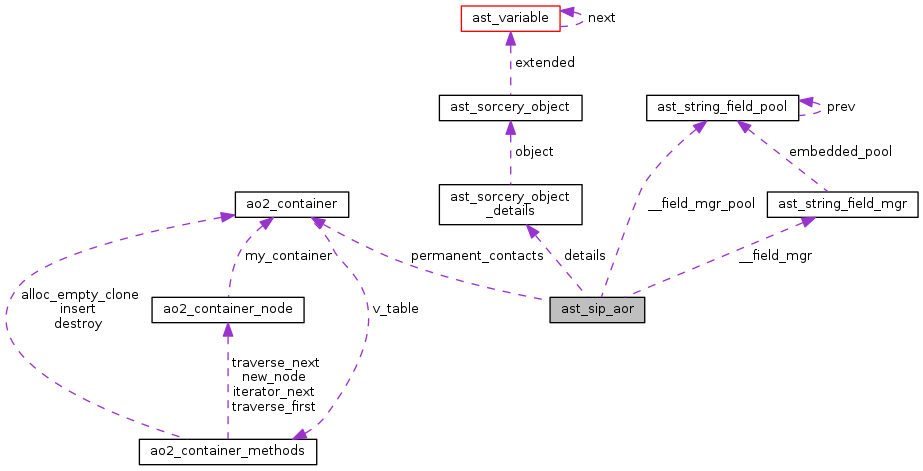 ast_variable
next
extended
ast_sorcery_object
ast_string_field_pool
prev
object
embedded_pool
ast_sorcery_object
_details
ao2_container
__field_mgr_pool
ast_string_field_mgr
my_container
permanent_contacts
details
__field_mgr
alloc_empty_clone
insert
destroy
ao2_container_node
v_table
ast_sip_aor
traverse_next
new_node
iterator_next
traverse_first
ao2_container_methods